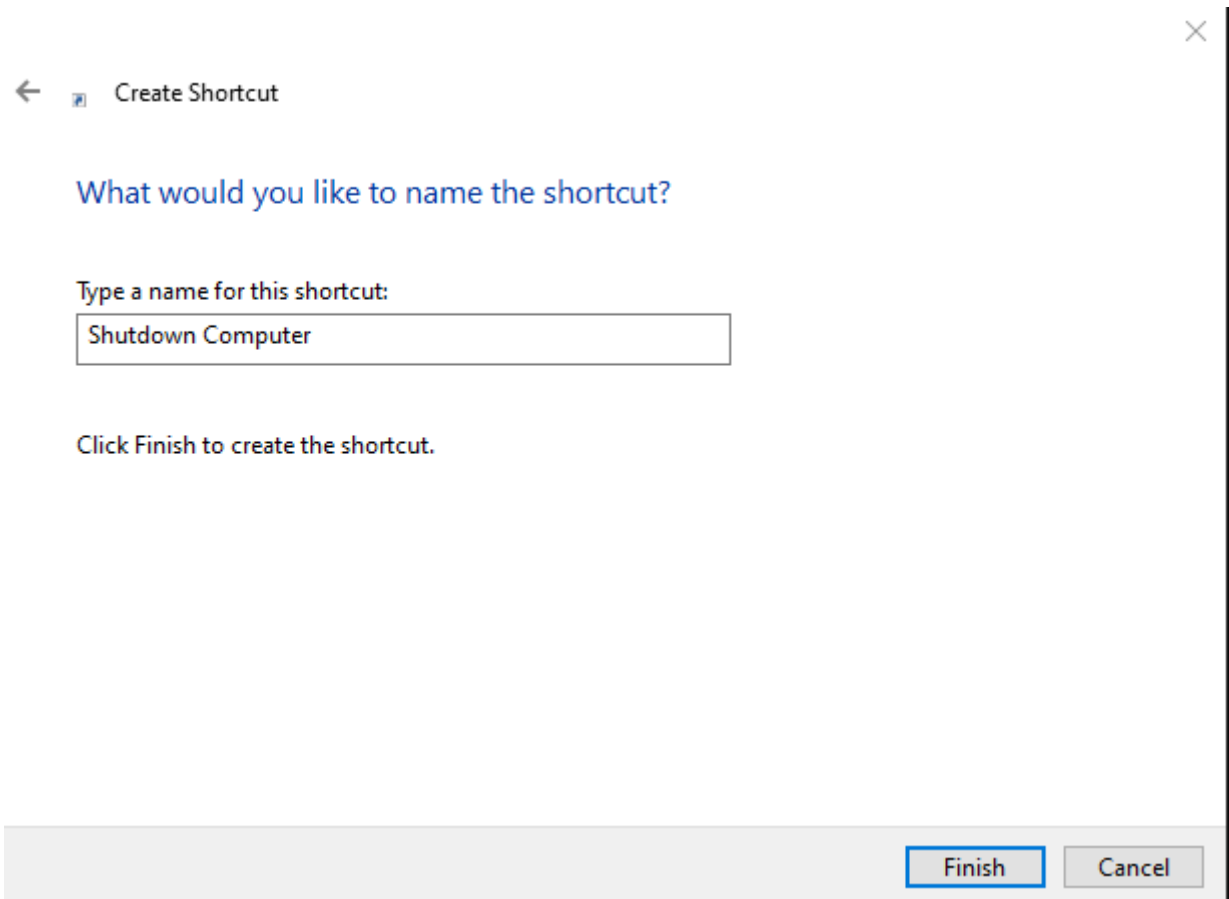 Create Shortcut
What would you like to name the shortcut?
Type a name for this shortcut:
Shutdown Computer
Click Finish to create the shortcut.
Finish Cancel